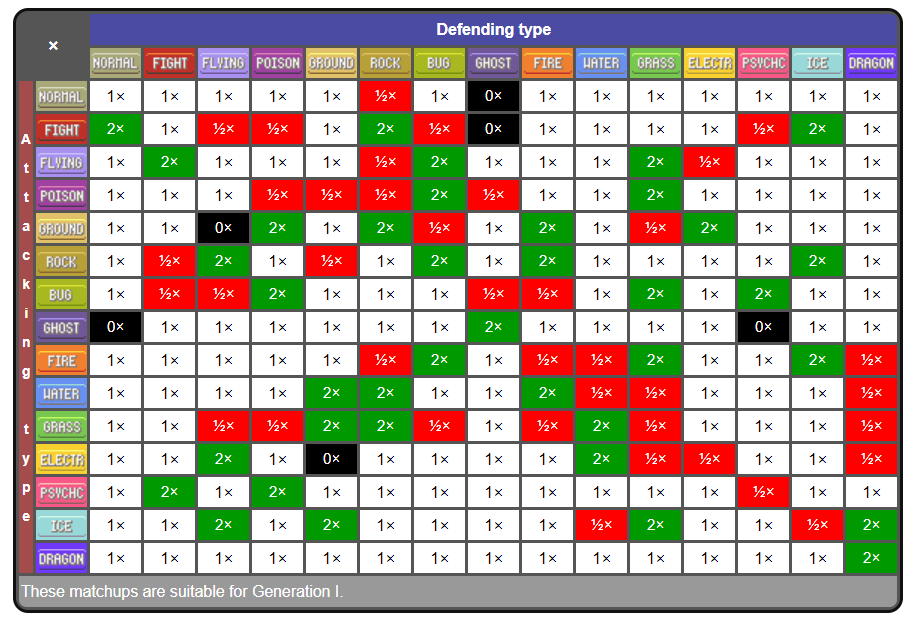 ×
Defending type
NORMAL FIGHT FLYING POISON GROUND ROCK BUG GHOST FIRE WATER GRASS ELECTR PSYCHC ICE DRAGON
Attacking type
NORMAL 1× 1× 1× 1× 1× ½× 1× 0× 1× 1× 1× 1× 1× 1× 1×
FIGHT 2× 1× ½× ½× 1× 2× ½× 0× 1× 1× 1× 1× ½× 2× 1×
FLYING 1× 2× 1× 1× 1× ½× 2× 1× 1× 1× 2× ½× 1× 1× 1×
POISON 1× 1× 1× ½× ½× ½× 2× ½× 1× 1× 2× 1× 1× 1× 1×
GROUND 1× 1× 0× 2× 1× 2× ½× 1× 2× 1× ½× 2× 1× 1× 1×
ROCK 1× ½× 2× 1× ½× 1× 2× 1× 2× 1× 1× 1× 1× 2× 1×
BUG 1× ½× ½× 2× 1× 1× 1× ½× ½× 1× 2× 1× 2× 1× 1×
GHOST 0× 1× 1× 1× 1× 1× 1× 2× 1× 1× 1× 1× 0× 1× 1×
FIRE 1× 1× 1× 1× 1× ½× 2× 1× ½× ½× 2× 1× 1× 2× ½×
WATER 1× 1× 1× 1× 2× 2× 1× 1× 2× ½× ½× 1× 1× 1× ½×
GRASS 1× 1× ½× ½× 2× 2× ½× 1× ½× 2× ½× 1× 1× 1× ½×
ELECTR 1× 1× 2× 1× 0× 1× 1× 1× 1× 2× ½× ½× 1× 1× ½×
PSYCHC 1× 2× 1× 2× 1× 1× 1× 1× 1× 1× 1× 1× ½× 1× 1×
ICE 1× 1× 2× 1× 2× 1× 1× 1× 1× ½× 2× 1× 1× ½× 2×
DRAGON 1× 1× 1× 1× 1× 1× 1× 1× 1× 1× 1× 1× 1× 1× 2×
These matchups are suitable for Generation I.